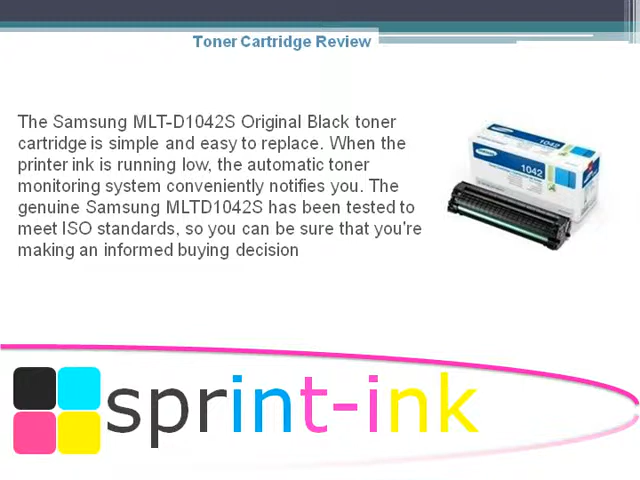 Toner Cartridge Review
The Samsung MLT-D1042S Original Black toner
cartridge is simple and easy to replace. When the
printer ink is running low, the automatic toner
monitoring system conveniently notifies you. The
genuine Samsung MLTD1042S has been tested to
meet ISO standards, so you can be sure that you're
making an informed buying decision
1042
1042
sprint-ink